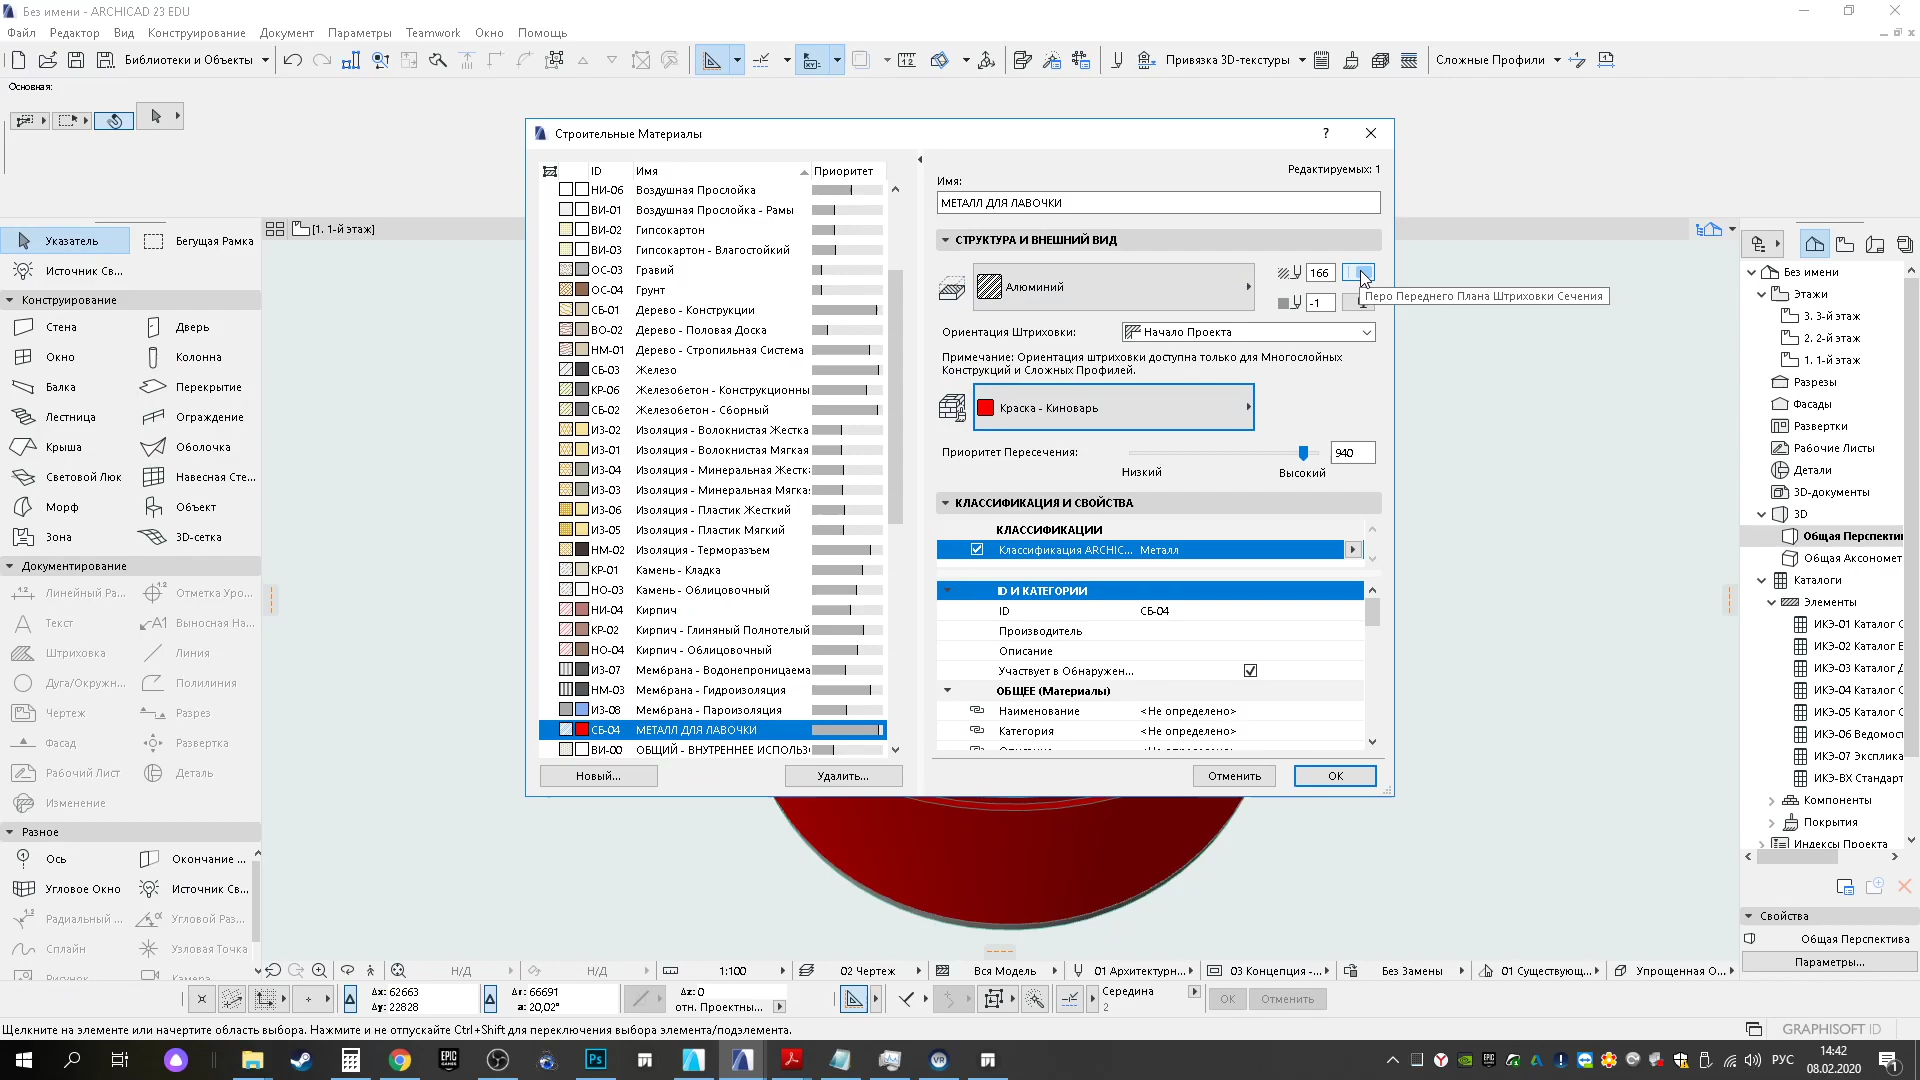 Без имени - ARCHICAD 23 EDU
Файл Редактор Вид Конструирование Документ Параметры Teamwork Окно Помощь
Библиотеки и Объекты
Привязка 3D-текстуры
Сложные Профили
Основная:
[1. 1-й этаж]
Указатель
Бегущая Рамка
Источник Св...
Конструирование
Стена
Дверь
Окно
Колонна
Балка
Перекрытие
Лестница
Ограждение
Крыша
Оболочка
Световой Люк
Навесная Сте...
Морф
Объект
Зона
3D-сетка
Документирование
Линейный Ра...
Отметка Уро...
Текст
Выносная На...
Штриховка
Линия
Дуга/Окружн...
Полилиния
Чертеж
Разрез
Фасад
Развертка
Рабочий Лист
Деталь
Изменение
Разное
Ось
Окончание ...
Угловое Окно
Источник Св...
Радиальный ...
Угловой Раз...
Сплайн
Узловая Точка
Рисунок
Камера
Строительные Материалы
?
ID Имя Приоритет
НИ-06 Воздушная Прослойка
ВИ-01 Воздушная Прослойка - Рамы
ВИ-02 Гипсокартон
ВИ-03 Гипсокартон - Влагостойкий
ОС-03 Гравий
ОС-04 Грунт
СБ-01 Дерево - Конструкции
ВО-02 Дерево - Половая Доска
НМ-01 Дерево - Стропильная Система
СБ-03 Железо
КР-06 Железобетон - Конструкционны
СБ-02 Железобетон - Сборный
ИЗ-02 Изоляция - Волокнистая Жестка
ИЗ-01 Изоляция - Волокнистая Мягкая
ИЗ-04 Изоляция - Минеральная Жестк
ИЗ-03 Изоляция - Минеральная Мягка
ИЗ-06 Изоляция - Пластик Жесткий
ИЗ-05 Изоляция - Пластик Мягкий
НМ-02 Изоляция - Терморазъем
КР-01 Камень - Кладка
НО-03 Камень - Облицовочный
НИ-04 Кирпич
КР-02 Кирпич - Глиняный Полнотелый
НО-04 Кирпич - Облицовочный
ИЗ-07 Мембрана - Водонепроницаема
НМ-03 Мембрана - Гидроизоляция
ИЗ-08 Мембрана - Пароизоляция
СБ-04 МЕТАЛЛ ДЛЯ ЛАВОЧКИ
ВИ-00 ОБЩИЙ - ВНУТРЕННЕЕ ИСПОЛЬЗ
Новый...
Удалить...
Редактируемых: 1
Имя:
МЕТАЛЛ ДЛЯ ЛАВОЧКИ
СТРУКТУРА И ВНЕШНИЙ ВИД
Алюминий
166
-1
Перо Переднего Плана Штриховки Сечения
Ориентация Штриховки:
Начало Проекта
Примечание: Ориентация штриховки доступна только для Многослойных
Конструкций и Сложных Профилей.
Краска - Киноварь
Приоритет Пересечения:
940
Низкий
Высокий
КЛАССИФИКАЦИЯ И СВОЙСТВА
КЛАССИФИКАЦИИ
Классификация ARCHIC... Металл
ID И КАТЕГОРИИ
ID СБ-04
Производитель
Описание
Участвует в Обнаружен...
ОБЩЕЕ (Материалы)
Наименование <Не определено>
Категория <Не определено>
Отменить
OK
Без имени
Этажи
3. 3-й этаж
2. 2-й этаж
1. 1-й этаж
Разрезы
Фасады
Развертки
Рабочие Листы
Детали
3D-документы
3D
Общая Перспекти
Общая Аксономет
Каталоги
Элементы
ИКЭ-01 Каталог С
ИКЭ-02 Каталог Е
ИКЭ-03 Каталог Д
ИКЭ-04 Каталог С
ИКЭ-05 Каталог С
ИКЭ-06 Ведомост
ИКЭ-07 Эксплика
ИКЭ-ВХ Стандарт
Компоненты
Покрытия
Индексы Проекта
Свойства
Общая Перспектива
Параметры...
Н/Д
Н/Д
1:100
02 Чертеж
Вся Модель
01 Архитектурн...
03 Концепция -...
Без Замены
01 Существующ...
Упрощенная О...
Δx: 62663
Δy: 22828
Δr: 66691
a: 20,02°
Δz: 0
отн. Проектны...
Середина
2
OK
Отменить
Щелкните на элементе или начертите область выбора. Нажмите и не отпускайте Ctrl+Shift для переключения выбора элемента/подэлемента.
GRAPHISOFT ID
РУС
14:42
08.02.2020